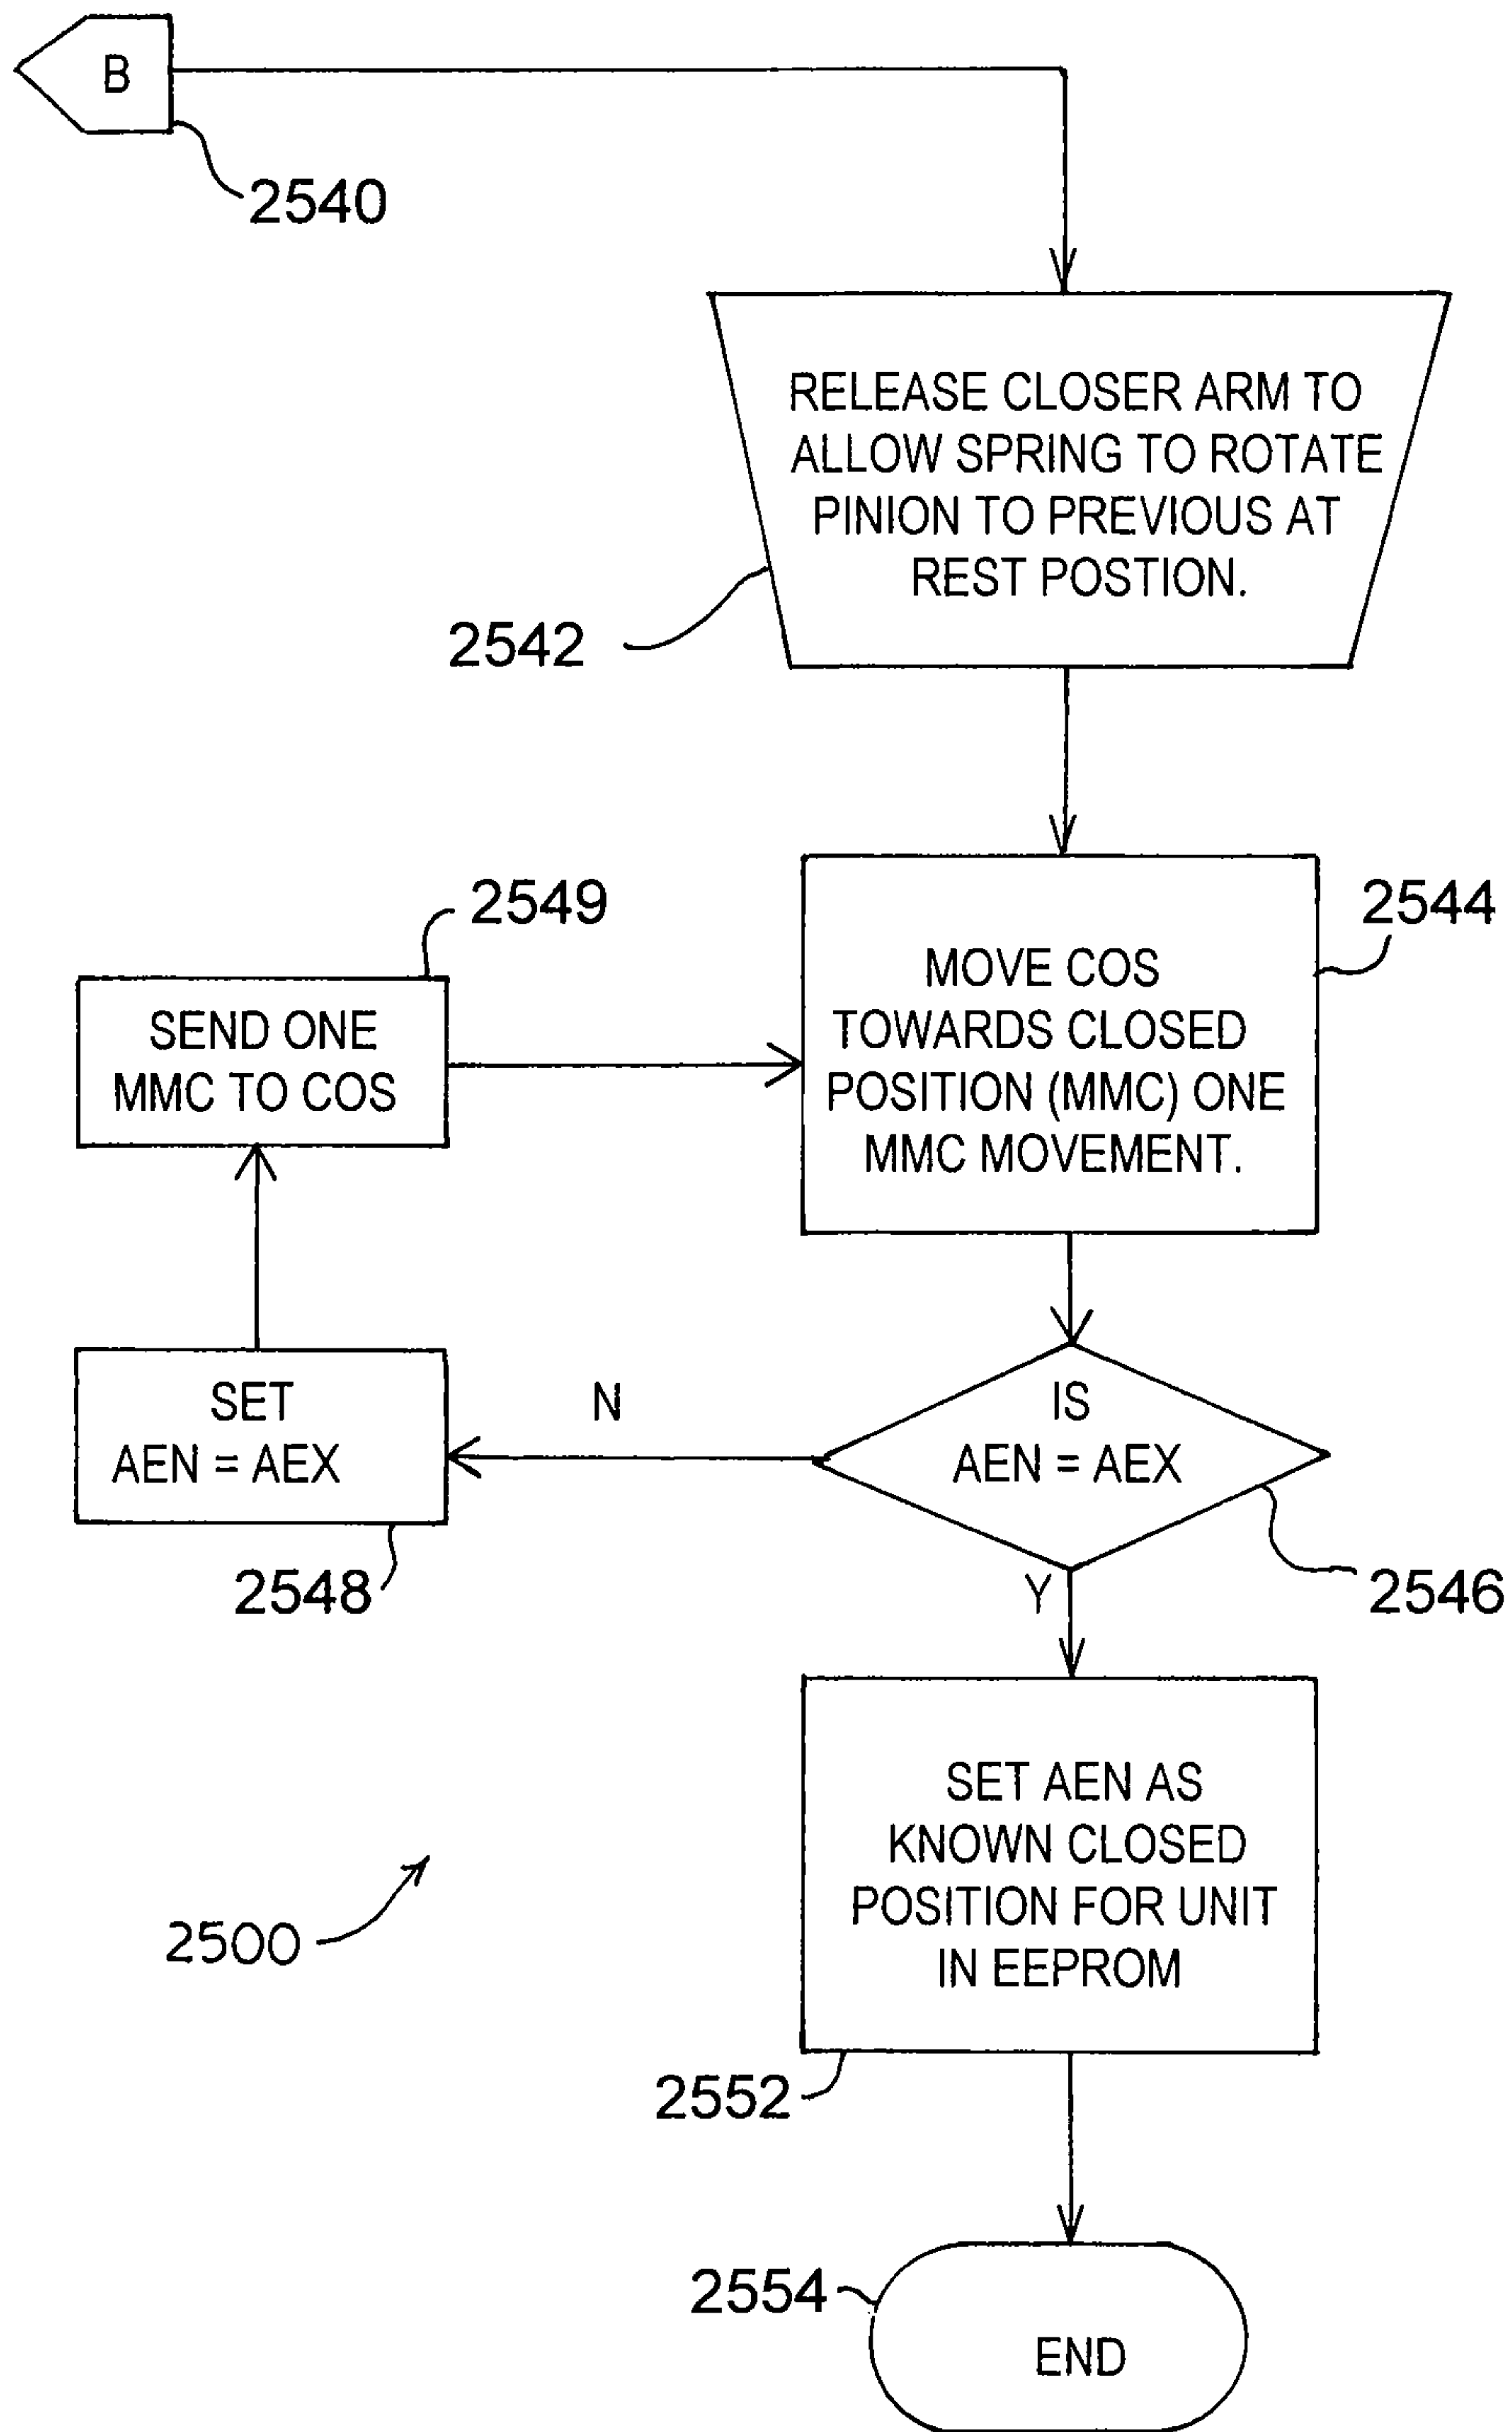 B
2540
RELEASE CLOSER ARM TO
ALLOW SPRING TO ROTATE
PINION TO PREVIOUS AT
REST POSTION.
2542
2544
MOVE COS
TOWARDS CLOSED
POSITION (MMC) ONE
MMC MOVEMENT.
2549
SEND ONE
MMC TO COS
IS
AEN = AEX
2546
N
SET
AEN = AEX
2548
Y
SET AEN AS
KNOWN CLOSED
POSITION FOR UNIT
IN EEPROM
2552
2500
2554
END